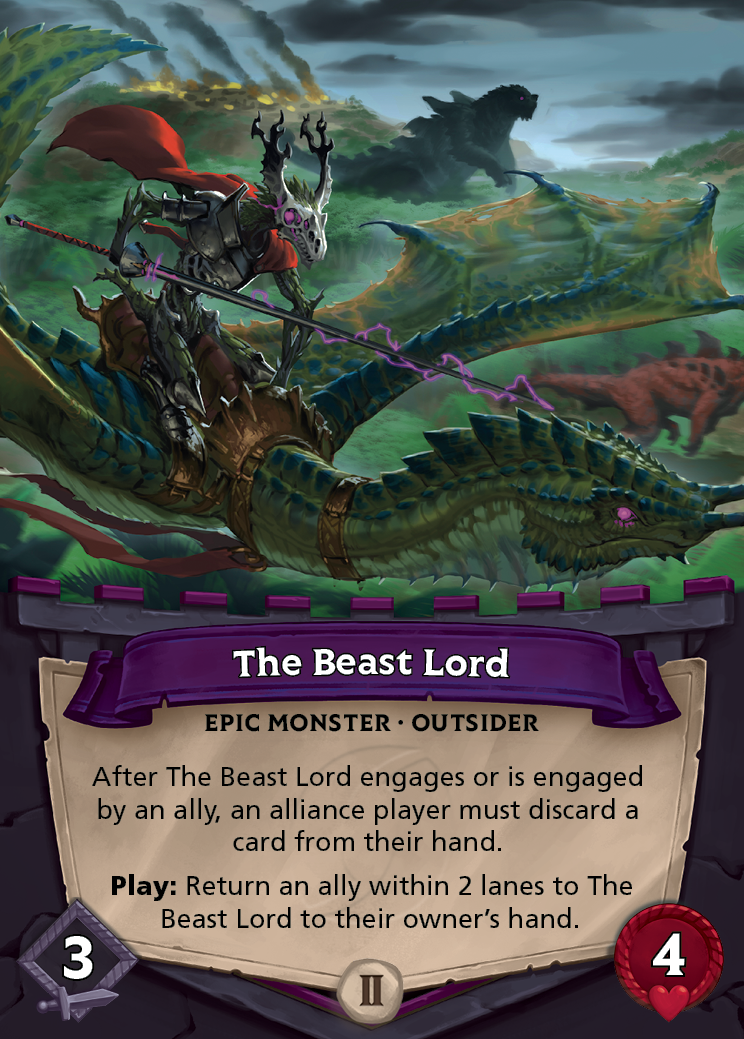 The Beast Lord
EPIC MONSTER · OUTSIDER
After The Beast Lord engages or is engaged
by an ally, an alliance player must discard a
card from their hand.
Play: Return an ally within 2 lanes to The
Beast Lord to their owner's hand.
3
4
II